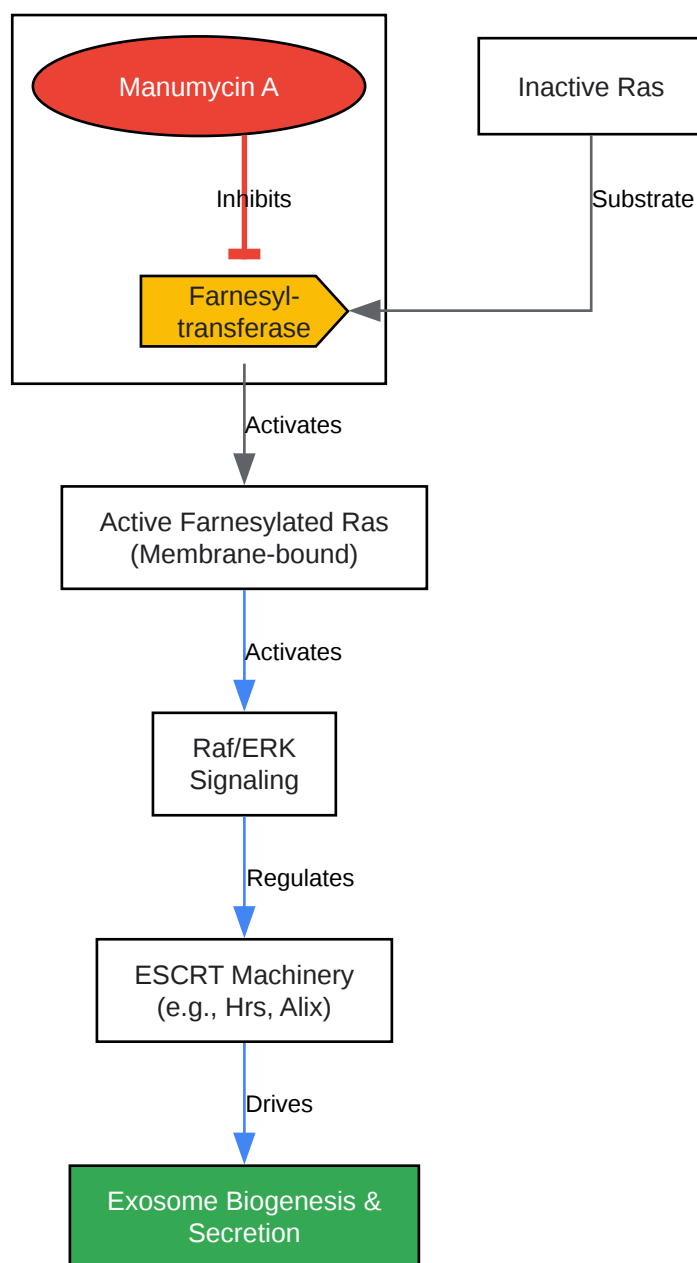 Manumycin A
Inactive Ras
Inhibits
Substrate
Farnesyl-
transferase
Activates
Active Farnesylated Ras
(Membrane-bound)
Activates
Raf/ERK
Signaling
Regulates
ESCRT Machinery
(e.g., Hrs, Alix)
Drives
Exosome Biogenesis &
Secretion